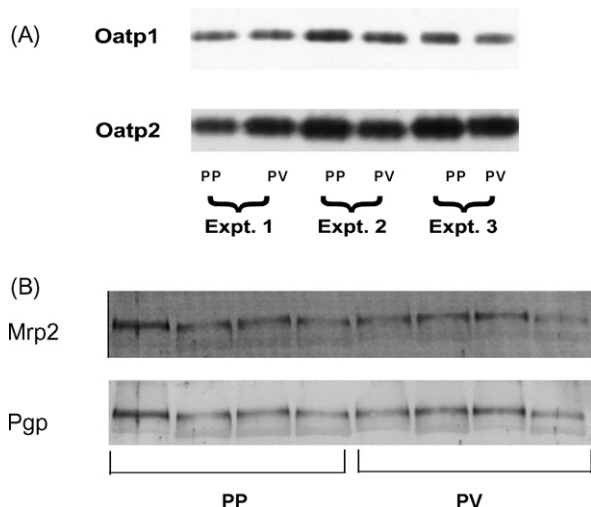 (A)
Oatp1
Oatp2
PP PV PP PV PP PV
Expt. 1 Expt. 2 Expt. 3
(B)
Mrp2
Pgp
PP PV